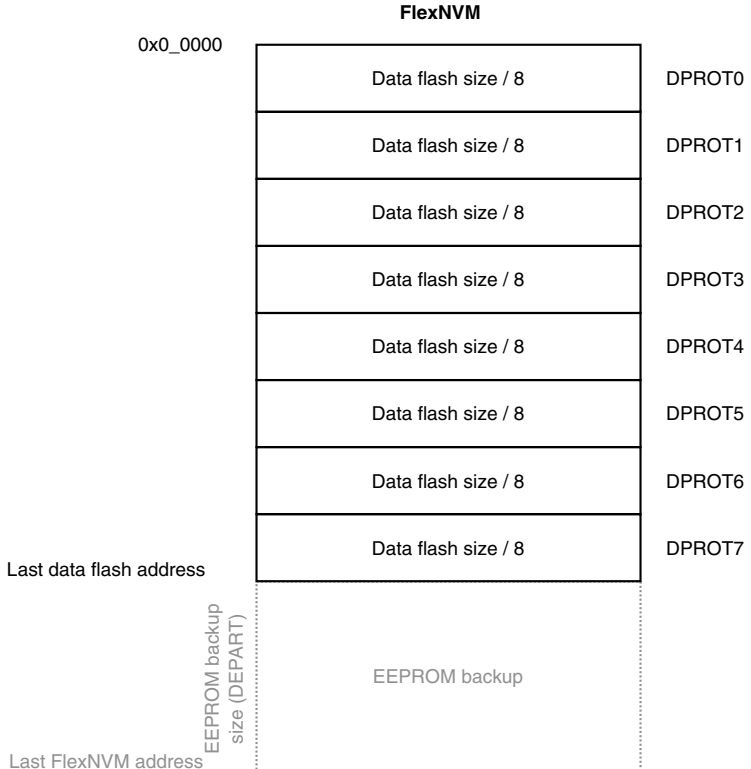 FlexNVM
0x0_0000
Data flash size / 8 DPROT0
Data flash size / 8 DPROT1
Data flash size / 8 DPROT2
Data flash size / 8 DPROT3
Data flash size / 8 DPROT4
Data flash size / 8 DPROT5
Data flash size / 8 DPROT6
Data flash size / 8 DPROT7
Last data flash address
EEPROM backup
size (DEPART)
EEPROM backup
Last FlexNVM address